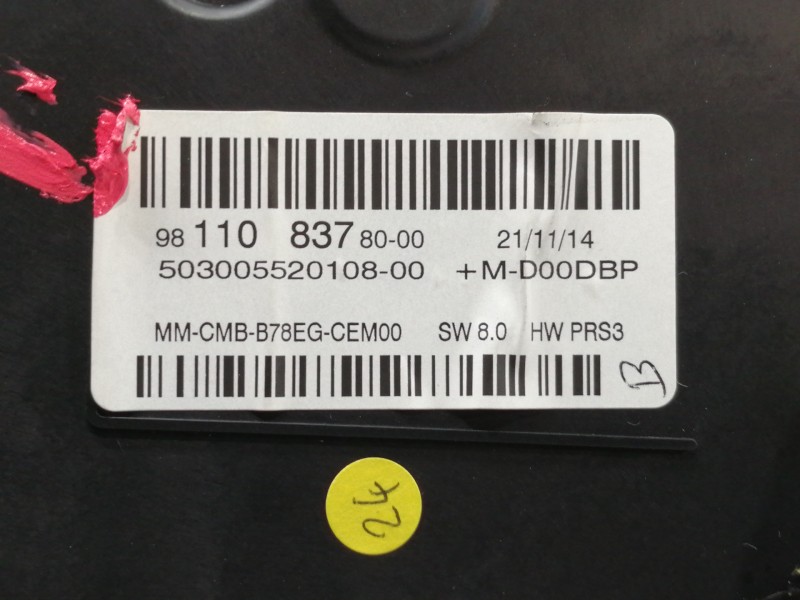 98 110 837 80-00 21/11/14
503005520108-00 +M-D00DBP
MM-CMB-B78EG-CEM00 SW 8.0 HW PRS3
B
24